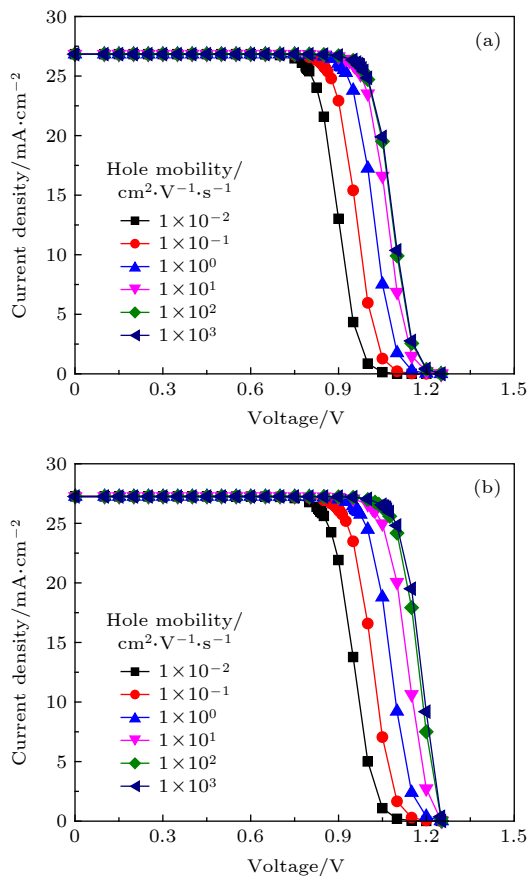 30
(a)
25
20
15
10
5
0
Current density/mA·cm⁻²
Hole mobility/
cm²·V⁻¹·s⁻¹
1×10⁻²
1×10⁻¹
1×10⁰
1×10¹
1×10²
1×10³
0 0.3 0.6 0.9 1.2 1.5
Voltage/V
30
(b)
25
20
15
10
5
0
Current density/mA·cm⁻²
Hole mobility/
cm²·V⁻¹·s⁻¹
1×10⁻²
1×10⁻¹
1×10⁰
1×10¹
1×10²
1×10³
0 0.3 0.6 0.9 1.2 1.5
Voltage/V